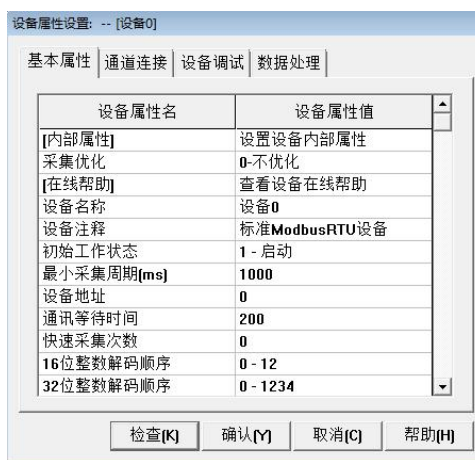 设备属性设置: -- [设备0]
基本属性 通道连接 设备调试 数据处理
设备属性名 设备属性值
[内部属性] 设置设备内部属性
采集优化 0-不优化
[在线帮助] 查看设备在线帮助
设备名称 设备0
设备注释 标准ModbusRTU设备
初始工作状态 1 - 启动
最小采集周期(ms) 1000
设备地址 0
通讯等待时间 200
快速采集次数 0
16位整数解码顺序 0 - 12
32位整数解码顺序 0 - 1234
检查(K) 确认(Y) 取消(C) 帮助(H)